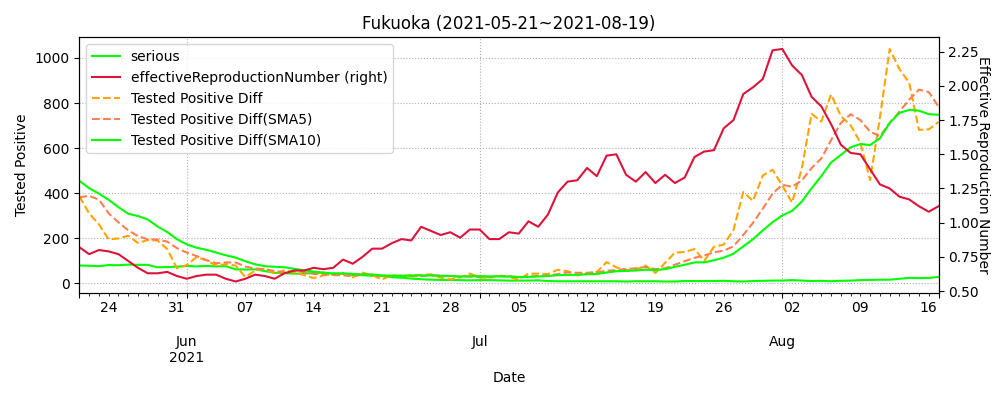 Fukuoka (2021-05-21~2021-08-19)
serious
effectiveReproductionNumber (right)
Tested Positive Diff
Tested Positive Diff(SMA5)
Tested Positive Diff(SMA10)
Tested Positive
1000
800
600
400
200
0
Effective Reproduction Number
2.25
2.00
1.75
1.50
1.25
1.00
0.75
0.50
24 31 07 14 21 28 05 12 19 26 02 09 16
Jun Jul Aug
2021
Date